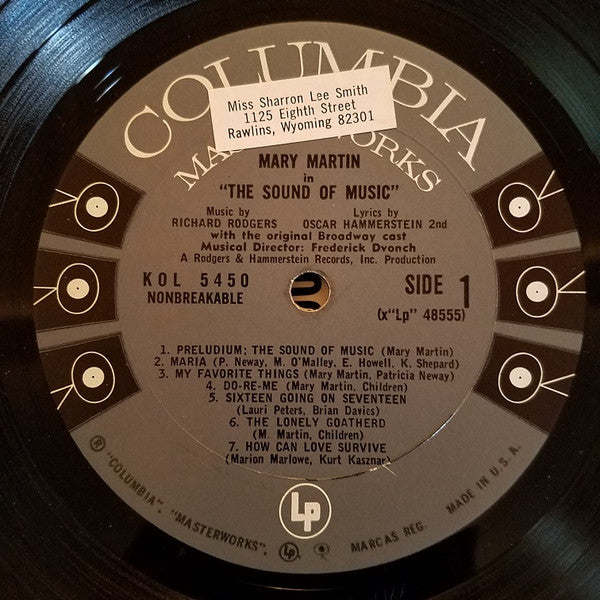 COLUMBIA
Miss Sharron Lee Smith
1125 Eighth Street
Rawlins, Wyoming 82301
MA WORKS
MARY MARTIN
in
"THE SOUND OF MUSIC"
Music by Lyrics by
RICHARD RODGERS OSCAR HAMMERSTEIN 2nd
with the original Broadway cast
Musical Director: Frederick Dvonch
A Rodgers & Hammerstein Records, Inc. Production
KOL 5450 SIDE 1
NONBREAKABLE (x"Lp" 48555)
1. PRELUDIUM; THE SOUND OF MUSIC (Mary Martin)
2. MARIA (P. Neway, M. O'Malley, E. Howell, K. Shepard)
3. MY FAVORITE THINGS (Mary Martin, Patricia Neway)
4. DO-RE-ME (Mary Martin, Children)
5. SIXTEEN GOING ON SEVENTEEN
(Lauri Peters, Brian Davies)
6. THE LONELY GOATHERD
(M. Martin, Children)
7. HOW CAN LOVE SURVIVE
(Marion Marlowe, Kurt Kasznar)
Lp
® "COLUMBIA", "MASTERWORKS", Lp MARCAS REG. MADE IN U.S.A.